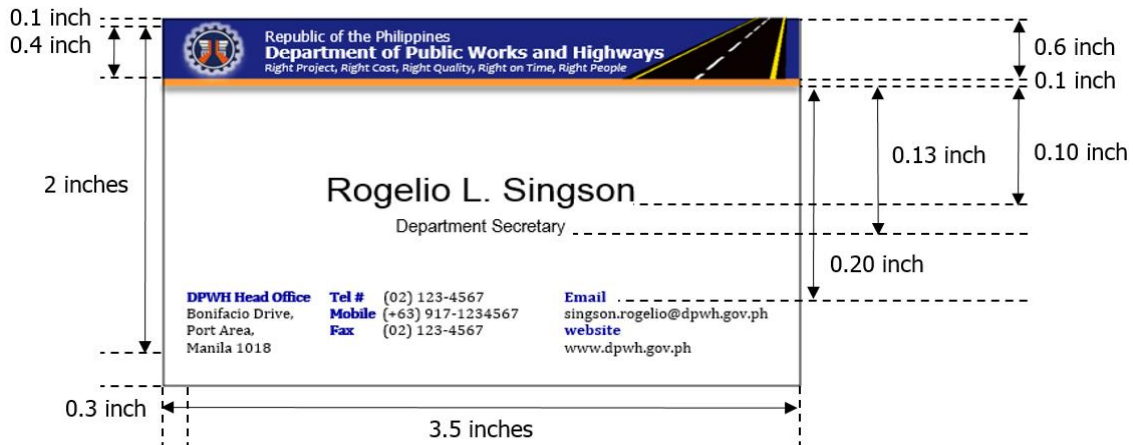 0.1 inch
0.4 inch
Republic of the Philippines
Department of Public Works and Highways
Right Project, Right Cost, Right Quality, Right on Time, Right People
0.6 inch
0.1 inch
0.13 inch
0.10 inch
2 inches
Rogelio L. Singson
Department Secretary
0.20 inch
DPWH Head Office
Bonifacio Drive,
Port Area,
Manila 1018
Tel # (02) 123-4567
Mobile (+63) 917-1234567
Fax (02) 123-4567
Email
singson.rogelio@dpwh.gov.ph
website
www.dpwh.gov.ph
0.3 inch
3.5 inches